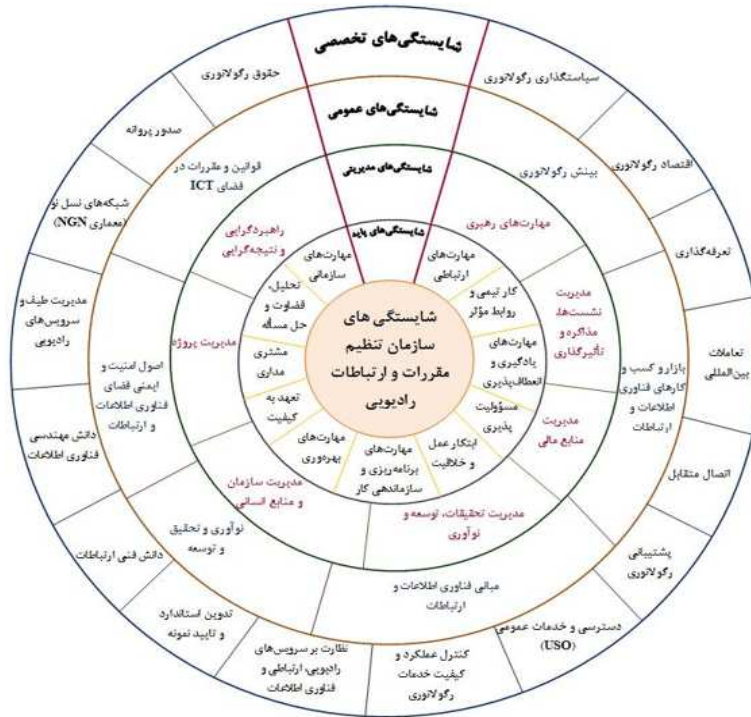 شایستگی‌های تخصصی
سیاستگذاری رگولاتوری
اقتصاد رگولاتوری
تعرفه‌گذاری
تعاملات
بین‌المللی
اتصال متقابل
پشتیبانی
رگولاتوری
دسترسی و خدمات عمومی
(USO)
کنترل عملکرد و
کیفیت خدمات
رگولاتوری
نظارت بر سرویس‌های
رادیویی، ارتباطی و
فناوری اطلاعات
تدوین استاندارد
و تایید نمونه
دانش فنی ارتباطات
دانش مهندسی
فناوری اطلاعات
مدیریت طیف و
سرویس‌های
رادیویی
شبکه‌های نسل نو
(معماری NGN)
صدور پروانه
حقوق رگولاتوری
شایستگی‌های عمومی
بینش رگولاتوری
بازار و کسب و
کارهای فناوری
اطلاعات و
ارتباطات
مبانی فناوری اطلاعات و
ارتباطات
نوآوری و تحقیق
و توسعه
اصول امنیت و
ایمنی فضای
فناوری اطلاعات
و ارتباطات
قوانین و مقررات در
فضای ICT
شایستگی‌های مدیریتی
مهارت‌های رهبری
مدیریت
نشست‌ها،
مذاکره و
تأثیرگذاری
مدیریت
منابع مالی
مدیریت تحقیقات، توسعه و
نوآوری
مدیریت سازمان
و منابع انسانی
مدیریت پروژه
راهبردگرایی
و نتیجه‌گرایی
شایستگی‌های پایه
مهارت‌های
ارتباطی
کار تیمی و
روابط مؤثر
مهارت‌های
یادگیری و
انعطاف‌پذیری
مسؤولیت
پذیری
ابتکار عمل
و خلاقیت
مهارت‌های
برنامه‌ریزی و
سازماندهی کار
مهارت‌های
بهره‌وری
تعهد به
کیفیت
مشتری
مداری
تحلیل،
قضاوت و
حل مسأله
مهارت‌های
سازمانی
شایستگی های
سازمان تنظیم
مقررات و ارتباطات
رادیویی